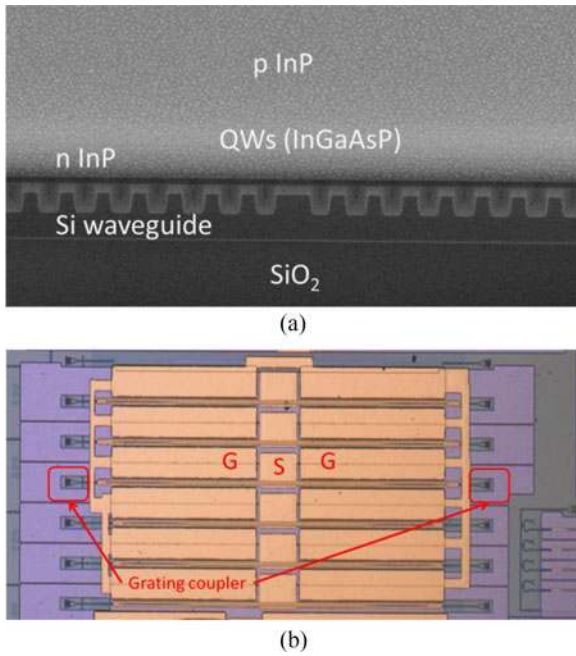 p InP
QWs (InGaAsP)
n InP
Si waveguide
SiO₂
(a)
G S G
Grating coupler
(b)